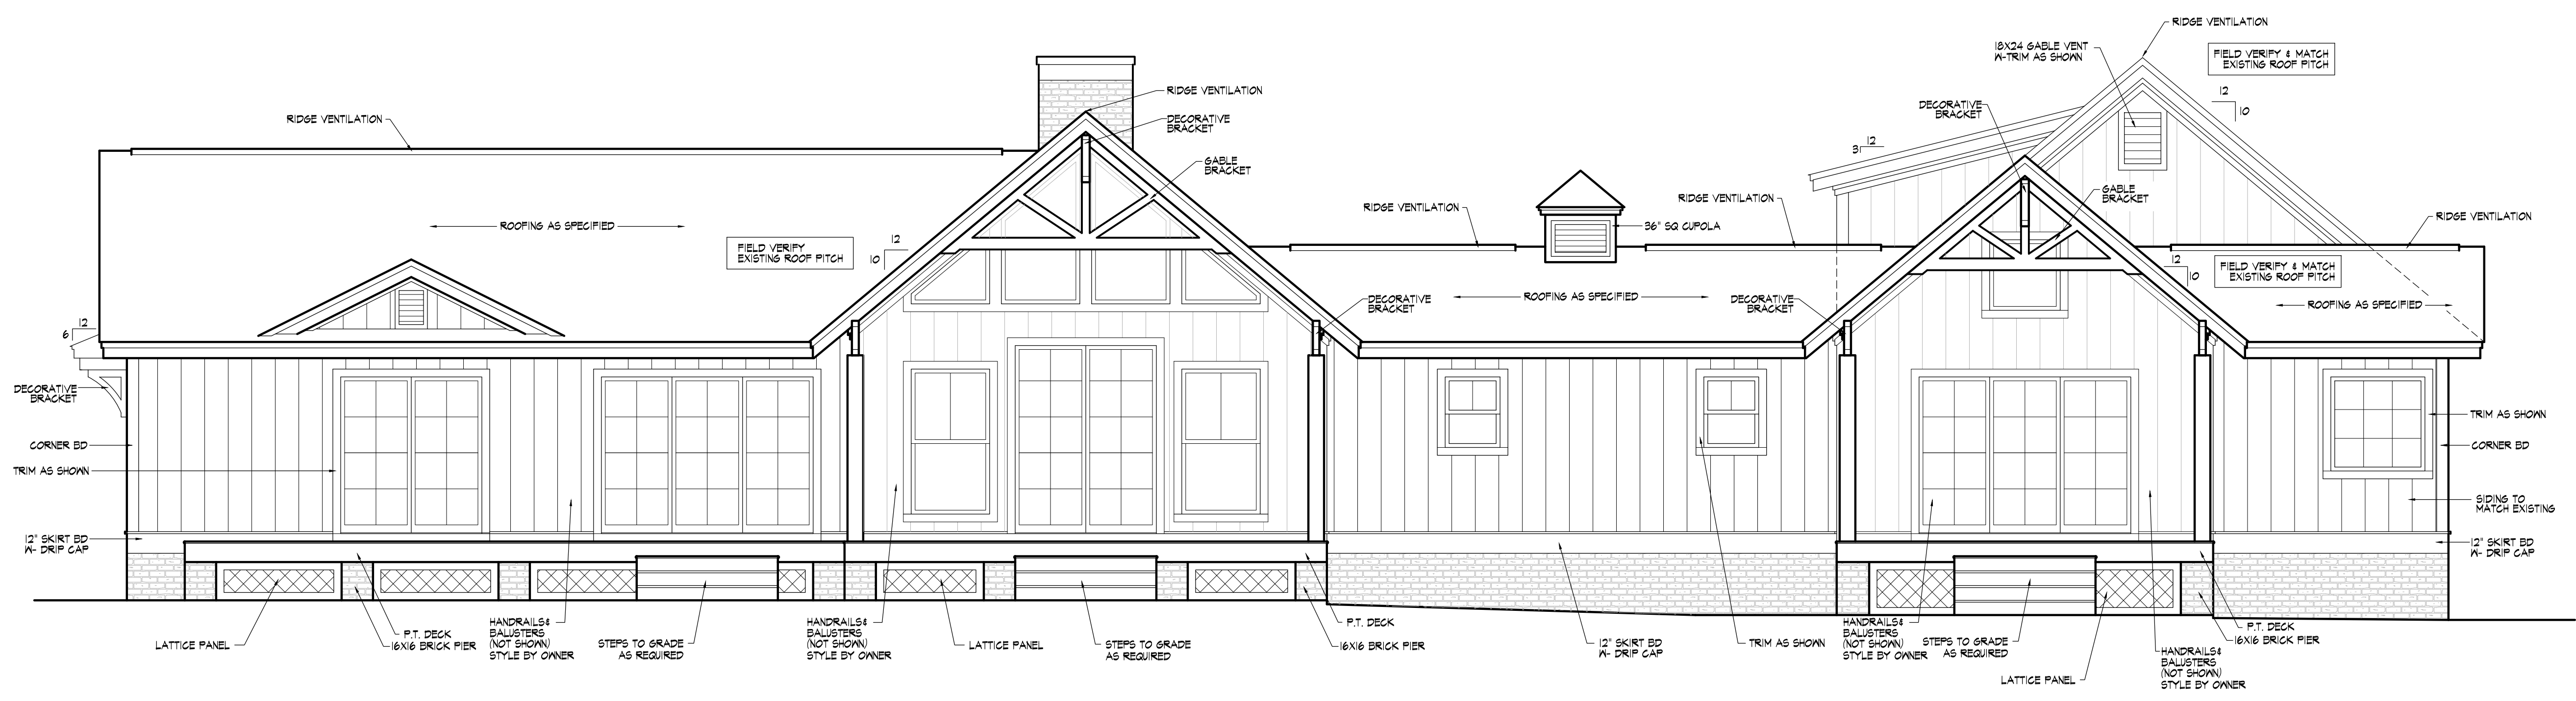 RIDGE VENTILATION
18X24 GABLE VENT
W-TRIM AS SHOWN
FIELD VERIFY & MATCH
EXISTING ROOF PITCH
12
10
RIDGE VENTILATION
DECORATIVE
BRACKET
DECORATIVE
BRACKET
RIDGE VENTILATION
12
3
GABLE
BRACKET
GABLE
BRACKET
RIDGE VENTILATION
RIDGE VENTILATION
RIDGE VENTILATION
ROOFING AS SPECIFIED
36" SQ CUPOLA
FIELD VERIFY
EXISTING ROOF PITCH
12
10
12
10
FIELD VERIFY & MATCH
EXISTING ROOF PITCH
ROOFING AS SPECIFIED
DECORATIVE
BRACKET
ROOFING AS SPECIFIED
DECORATIVE
BRACKET
12
6
DECORATIVE
BRACKET
TRIM AS SHOWN
CORNER BD
CORNER BD
TRIM AS SHOWN
SIDING TO
MATCH EXISTING
12" SKIRT BD
W- DRIP CAP
12" SKIRT BD
W- DRIP CAP
LATTICE PANEL
P.T. DECK
16X16 BRICK PIER
HANDRAILS&
BALUSTERS
(NOT SHOWN)
STYLE BY OWNER
STEPS TO GRADE
AS REQUIRED
HANDRAILS&
BALUSTERS
(NOT SHOWN)
STYLE BY OWNER
LATTICE PANEL
STEPS TO GRADE
AS REQUIRED
P.T. DECK
16X16 BRICK PIER
12" SKIRT BD
W- DRIP CAP
TRIM AS SHOWN
HANDRAILS&
BALUSTERS
(NOT SHOWN)
STYLE BY OWNER
STEPS TO GRADE
AS REQUIRED
LATTICE PANEL
P.T. DECK
16X16 BRICK PIER
HANDRAILS&
BALUSTERS
(NOT SHOWN)
STYLE BY OWNER